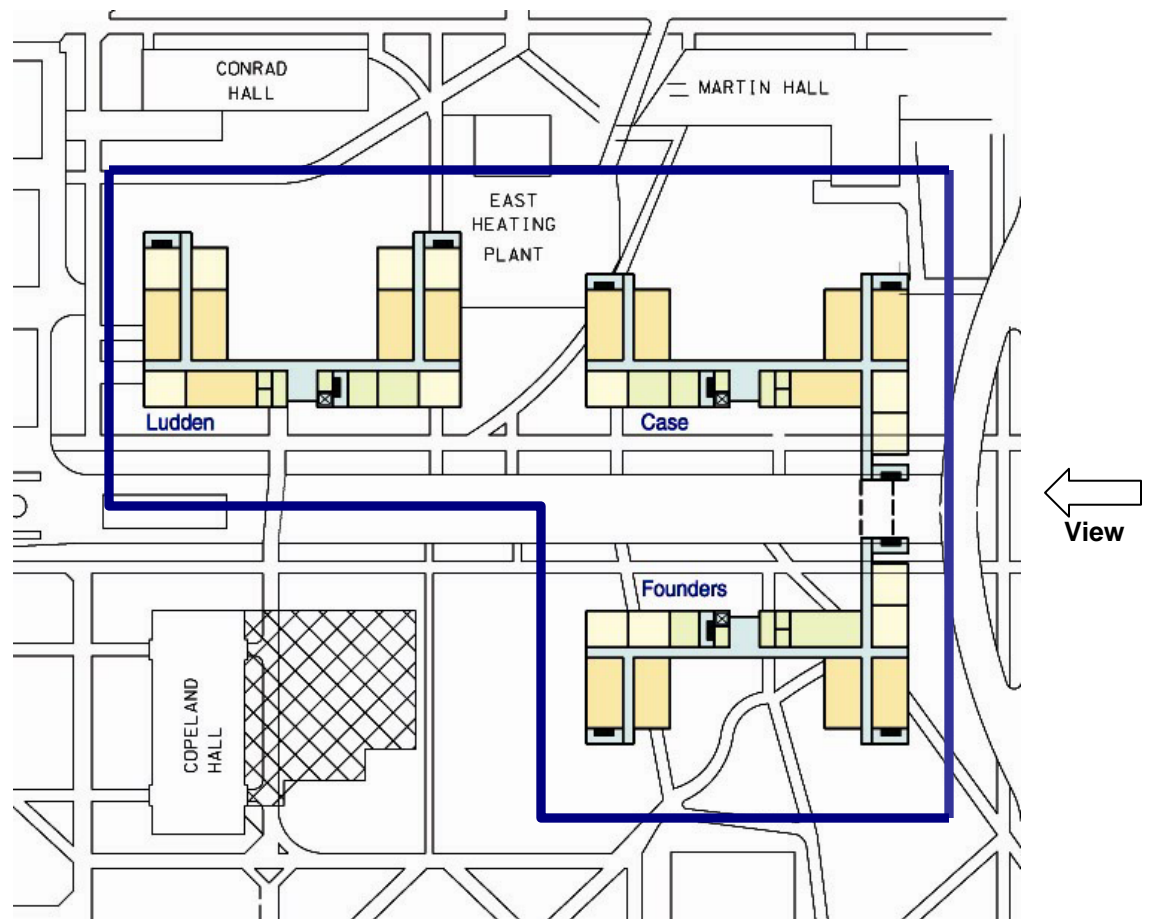 CONRAD
HALL
MARTIN HALL
EAST
HEATING
PLANT
Ludden
Case
View
Founders
COPELAND
HALL